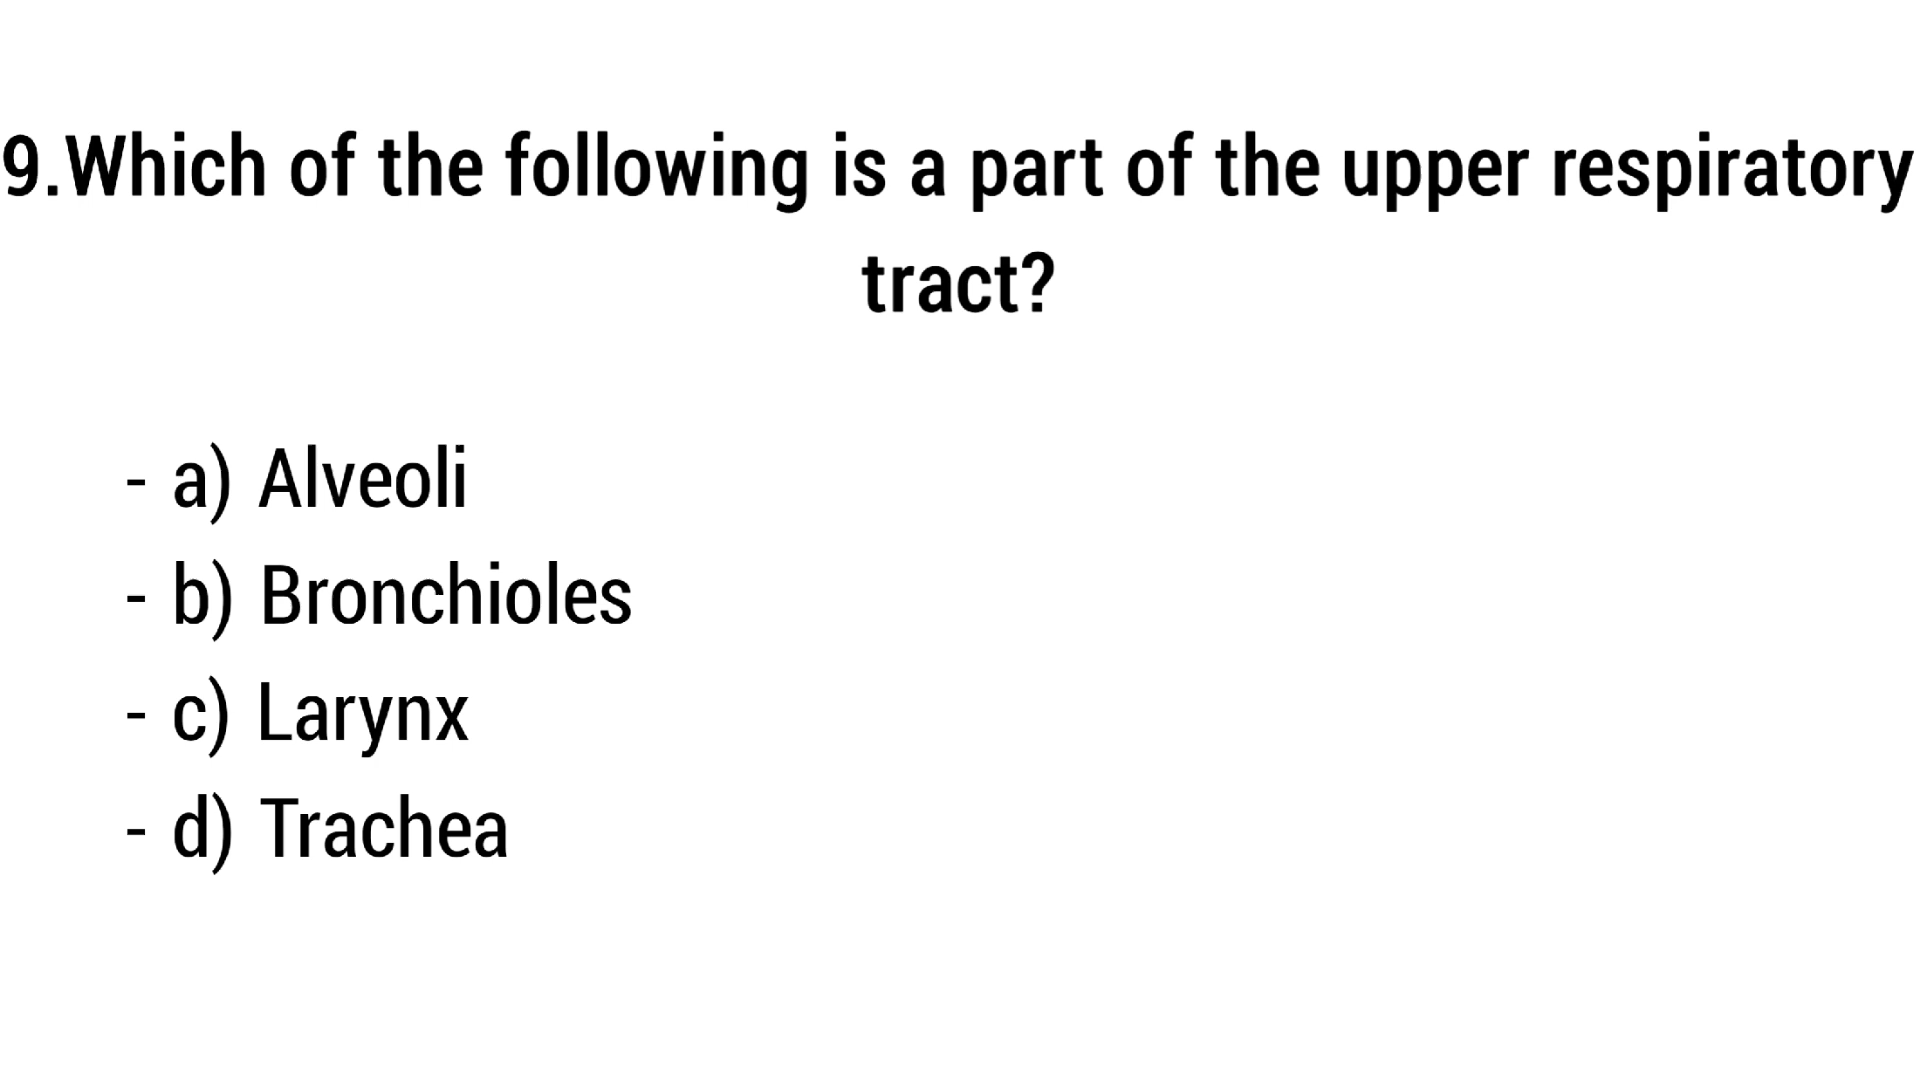 9.Which of the following is a part of the upper respiratory
tract?
- a) Alveoli
- b) Bronchioles
- c) Larynx
- d) Trachea